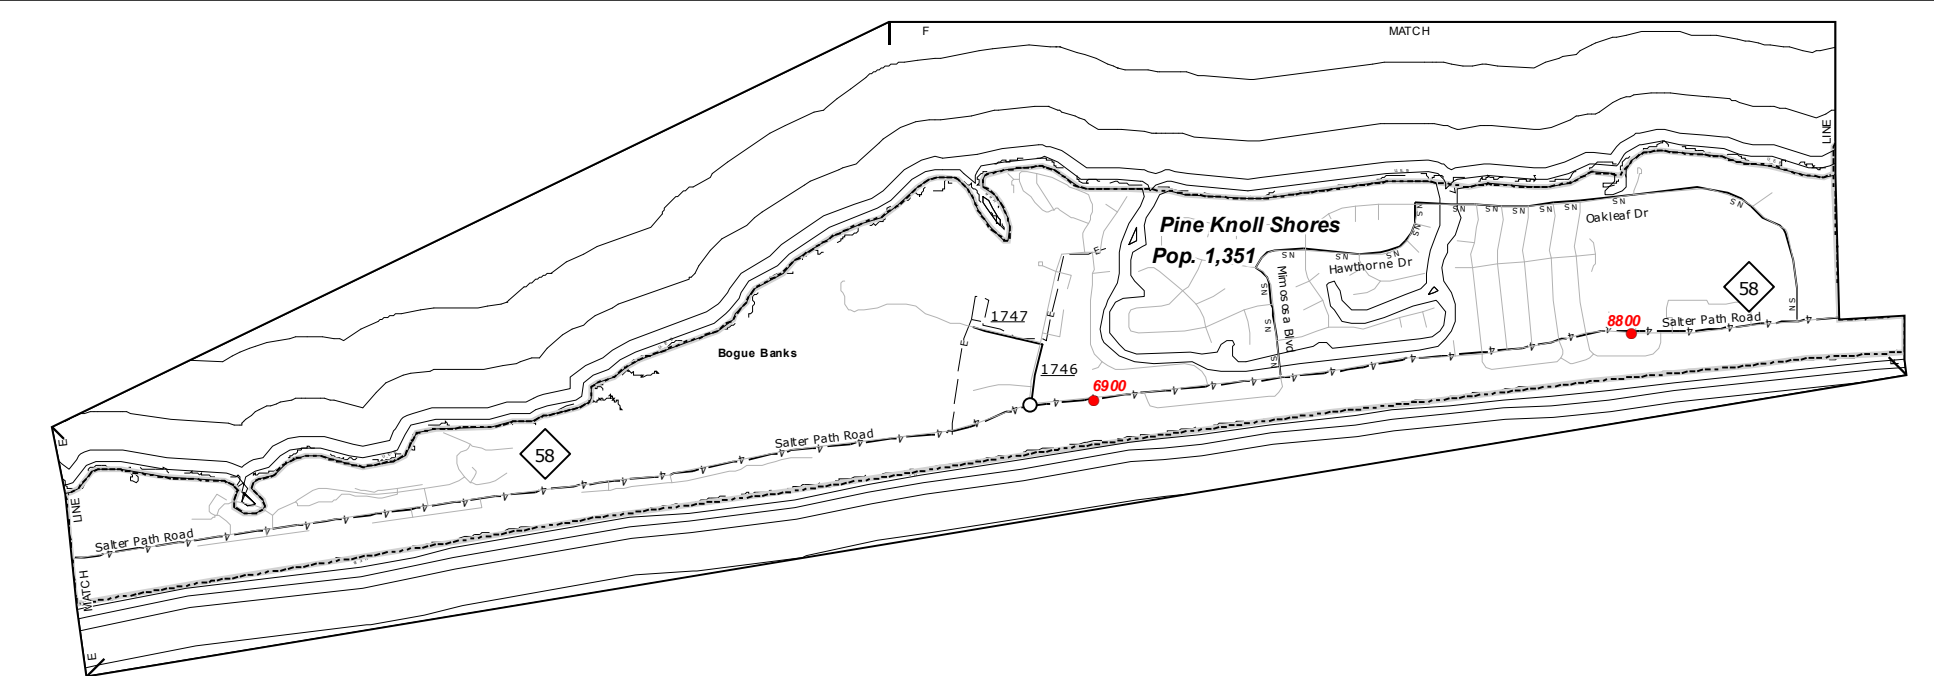 F
MATCH
LINE
Pine Knoll Shores
Pop. 1,351
Oakleaf Dr
Hawthorne Dr
Mimososa Blvd
58
8800
Salter Path Road
1747
Bogue Banks
1746
6900
Salter Path Road
58
E
LINE
Salter Path Road
MATCH
E